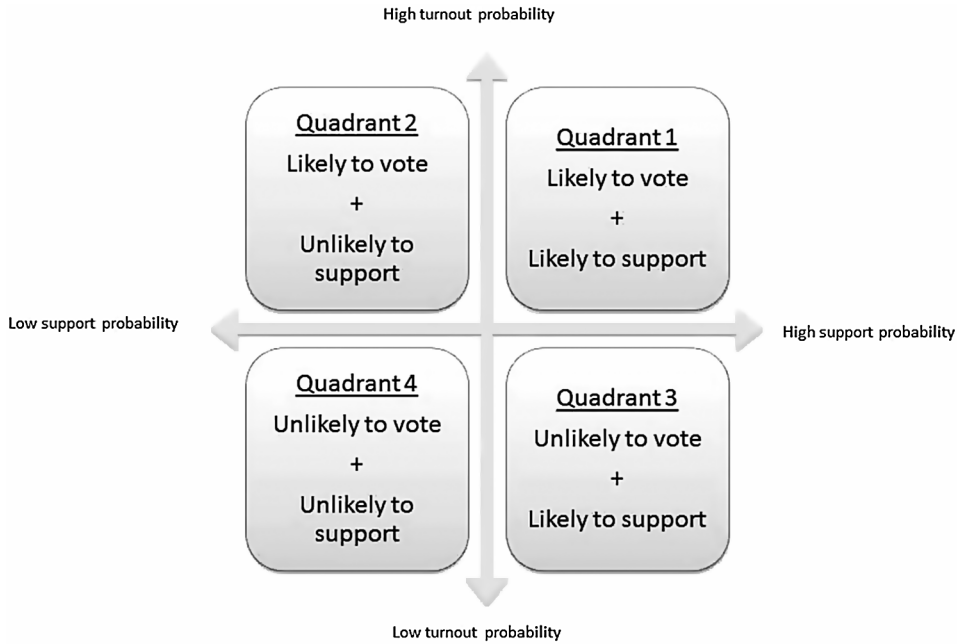 High turnout probability
Quadrant 2
Likely to vote
+
Unlikely to
support
Quadrant 1
Likely to vote
+
Likely to support
Low support probability
High support probability
Quadrant 4
Unlikely to vote
+
Unlikely to
support
Quadrant 3
Unlikely to vote
+
Likely to support
Low turnout probability